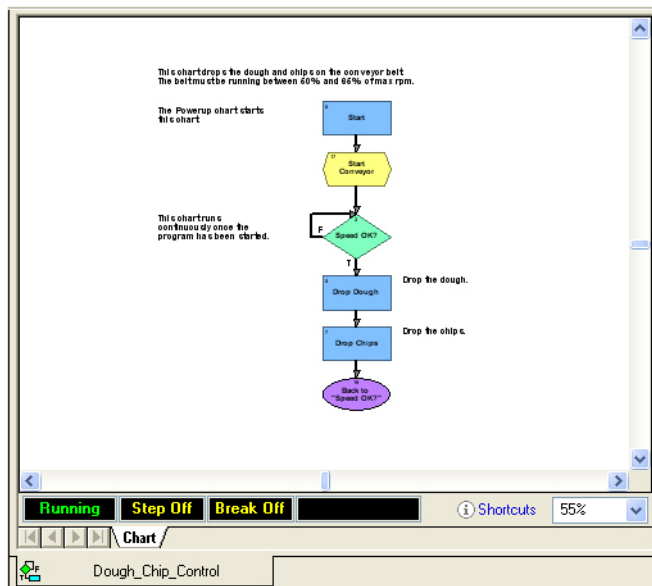 This chart drops the dough and chips on the conveyor belt
The belt must be running between 50% and 65% of max rpm.
The Powerup chart starts
this chart
Start
Start
Conveyor
This chart runs
continuously once the
program has been started.
F
Speed OK?
T
Drop Dough
Drop the dough.
Drop Chips
Drop the chips.
Back to
"Speed OK?"
Running
Step Off
Break Off
Shortcuts
55%
Chart
T
F
Dough_Chip_Control